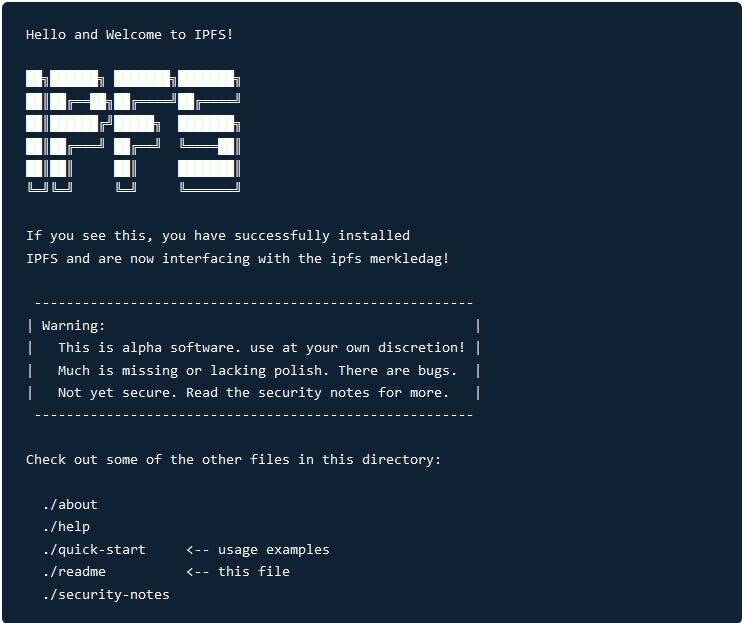 Hello and Welcome to IPFS!
██╗██████╗ ███████╗███████╗
██║██╔══██╗██╔════╝██╔════╝
██║██████╔╝█████╗  ███████╗
██║██╔═══╝ ██╔══╝  ╚════██║
██║██║     ██║     ███████║
╚═╝╚═╝     ╚═╝     ╚══════╝
If you see this, you have successfully installed
IPFS and are now interfacing with the ipfs merkledag!
 -------------------------------------------------------
| Warning:                                              |
|   This is alpha software. use at your own discretion! |
|   Much is missing or lacking polish. There are bugs.  |
|   Not yet secure. Read the security notes for more.   |
 -------------------------------------------------------
Check out some of the other files in this directory:
  ./about
  ./help
  ./quick-start     <-- usage examples
  ./readme          <-- this file
  ./security-notes